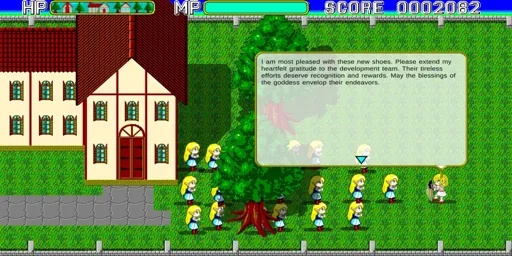 HP MP SCORE 0002082
I am most pleased with these new shoes. Please extend my
heartfelt gratitude to the development team. Their tireless
efforts deserve recognition and rewards. May the blessings of
the goddess envelop their endeavors.